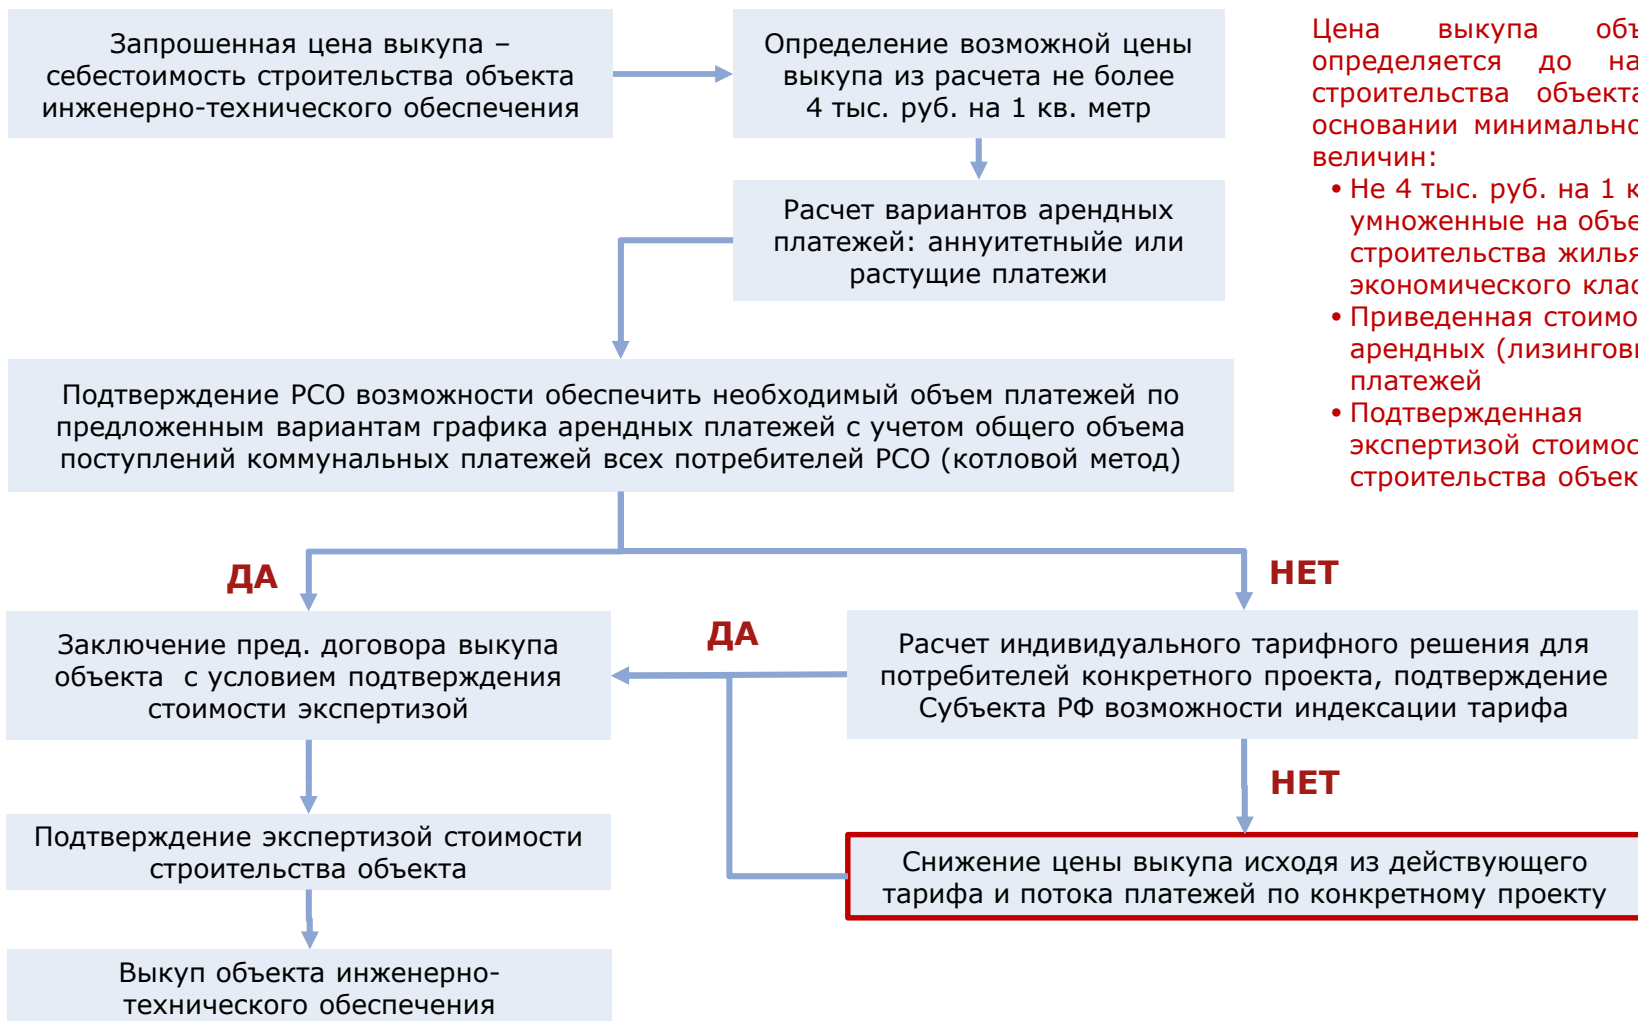 Запрошенная цена выкупа –
себестоимость строительства объекта
инженерно-технического обеспечения
Определение возможной цены
выкупа из расчета не более
4 тыс. руб. на 1 кв. метр
Расчет вариантов арендных
платежей: аннуитетныйе или
растущие платежи
Подтверждение РСО возможности обеспечить необходимый объем платежей по
предложенным вариантам графика арендных платежей с учетом общего объема
поступлений коммунальных платежей всех потребителей РСО (котловой метод)
ДА
НЕТ
Заключение пред. договора выкупа
объекта с условием подтверждения
стоимости экспертизой
ДА
Расчет индивидуального тарифного решения для
потребителей конкретного проекта, подтверждение
Субъекта РФ возможности индексации тарифа
НЕТ
Подтверждение экспертизой стоимости
строительства объекта
Снижение цены выкупа исходя из действующего
тарифа и потока платежей по конкретному проекту
Выкуп объекта инженерно-
технического обеспечения
Цена выкупа
определяется до
строительства
основании
величин:
• Не 4 тыс. руб. на 1
умноженные на
строительства жилья
экономического
• Приведенная
арендных
платежей
• Подтвержденная
экспертизой
строительства